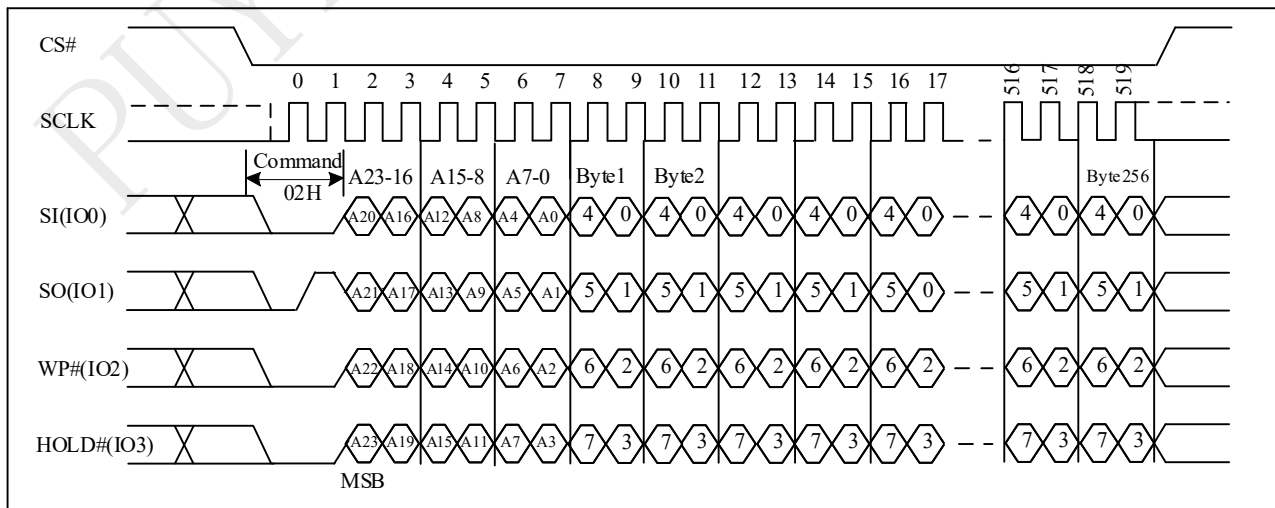 PUY
CS#
0 1 2 3 4 5 6 7 8 9 10 11 12 13 14 15 16 17 516 517 518 519
SCLK
Command
02H
A23-16 A15-8 A7-0 Byte1 Byte2 Byte256
SI(IO0) A20 A16 A12 A8 A4 A0 4 0 4 0 4 0 4 0 4 0 4 0 4 0
SO(IO1) A21 A17 A13 A9 A5 A1 5 1 5 1 5 1 5 1 5 0 5 1 5 1
WP#(IO2) A22 A18 A14 A10 A6 A2 6 2 6 2 6 2 6 2 6 2 6 2 6 2
HOLD#(IO3) A23 A19 A15 A11 A7 A3 7 3 7 3 7 3 7 3 7 3 7 3 7 3
MSB